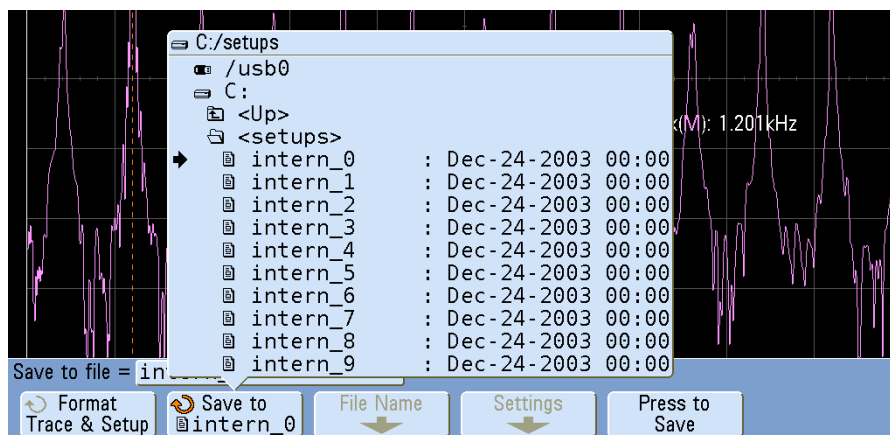 C:/setups
/usb0
C:
<Up>
<setups>
intern_0 : Dec-24-2003 00:00
intern_1 : Dec-24-2003 00:00
intern_2 : Dec-24-2003 00:00
intern_3 : Dec-24-2003 00:00
intern_4 : Dec-24-2003 00:00
intern_5 : Dec-24-2003 00:00
intern_6 : Dec-24-2003 00:00
intern_7 : Dec-24-2003 00:00
intern_8 : Dec-24-2003 00:00
intern_9 : Dec-24-2003 00:00
(M): 1.201kHz
Save to file =
Format
Trace & Setup
Save to
intern_0
File Name
Settings
Press to
Save